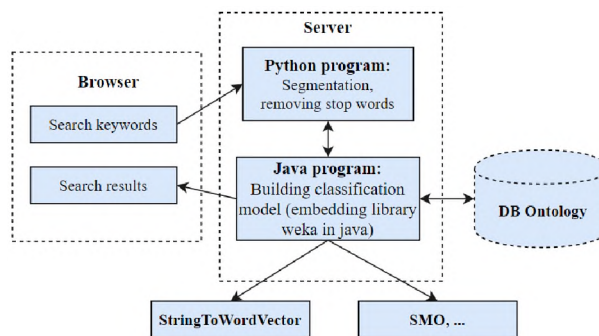 Server
Browser
Python program:
Segmentation,
removing stop words
Search keywords
Java program:
Building classification
model (embedding library
weka in java)
Search results
DB Ontology
StringToWordVector
SMO, ...